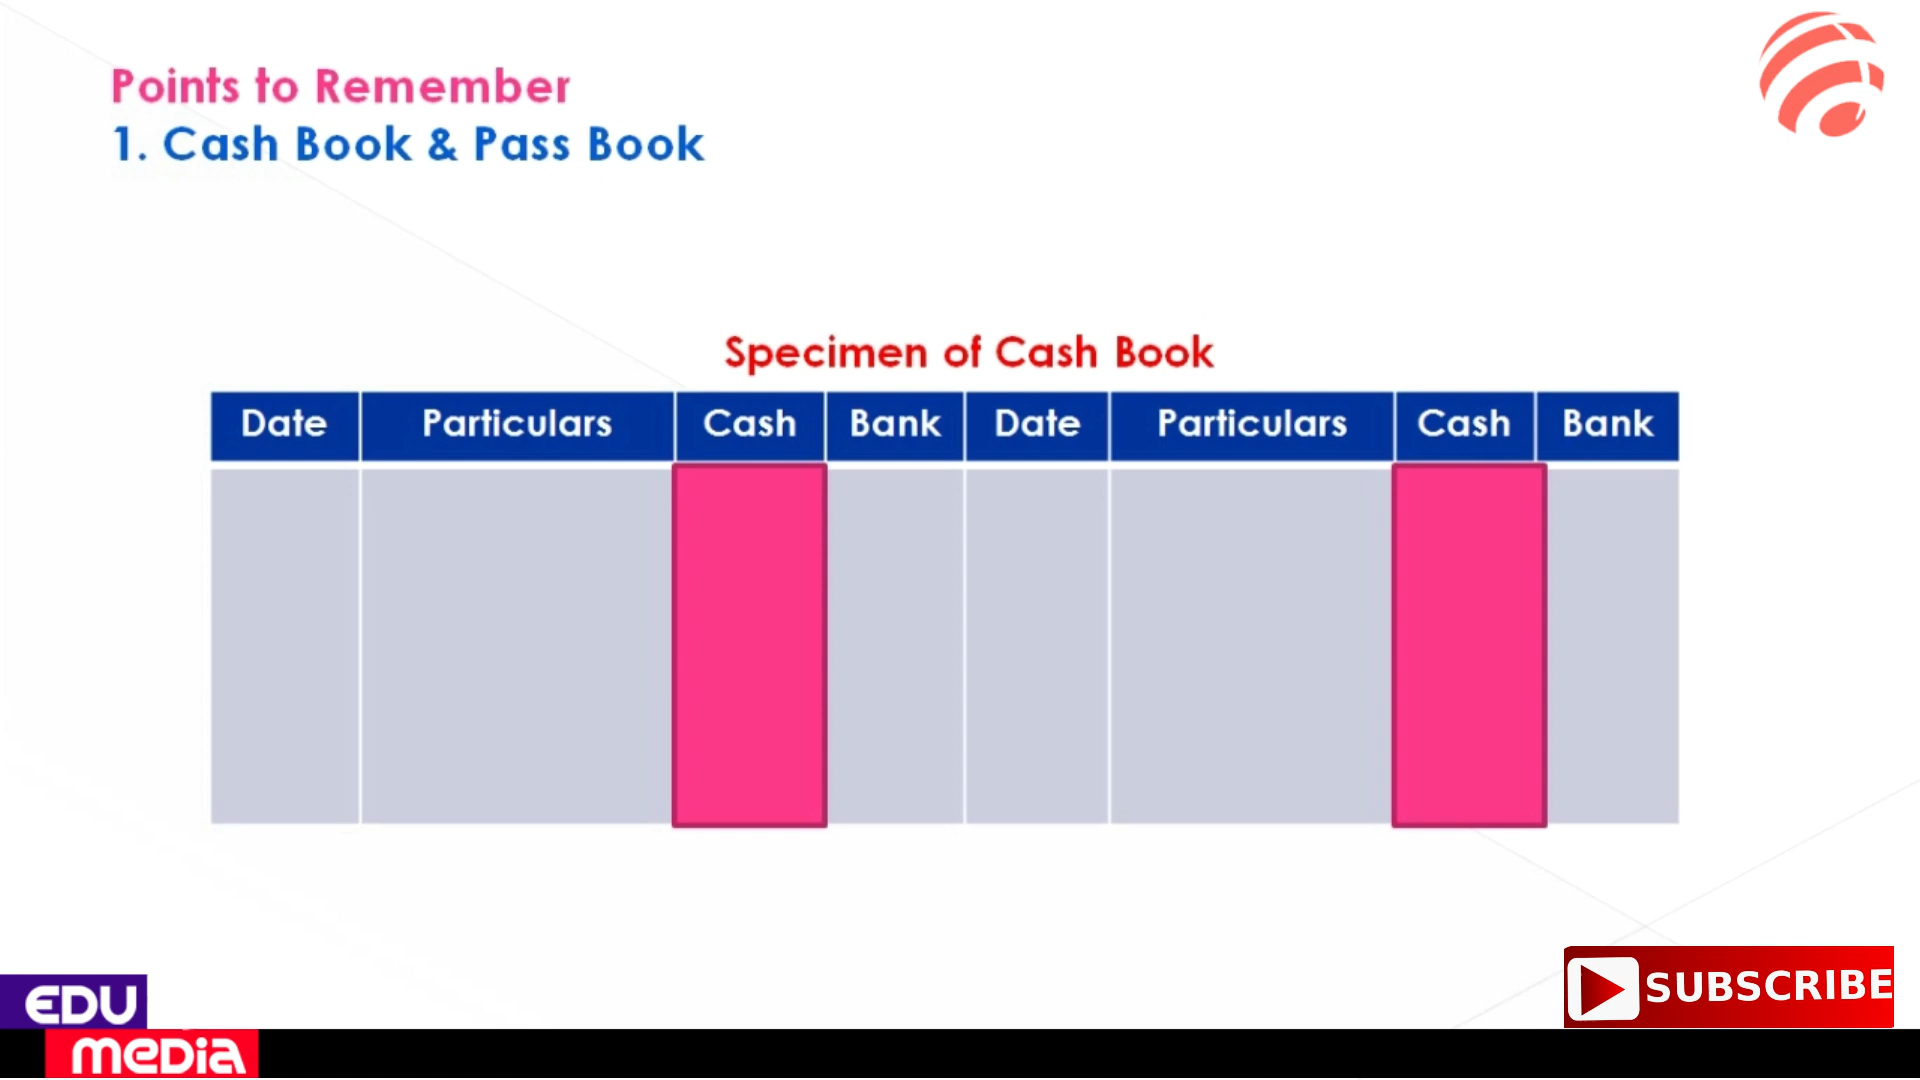 Points to Remember
1. Cash Book & Pass Book
Specimen of Cash Book
Date Particulars Cash Bank Date Particulars Cash Bank
SUBSCRIBE
EDU
meDia